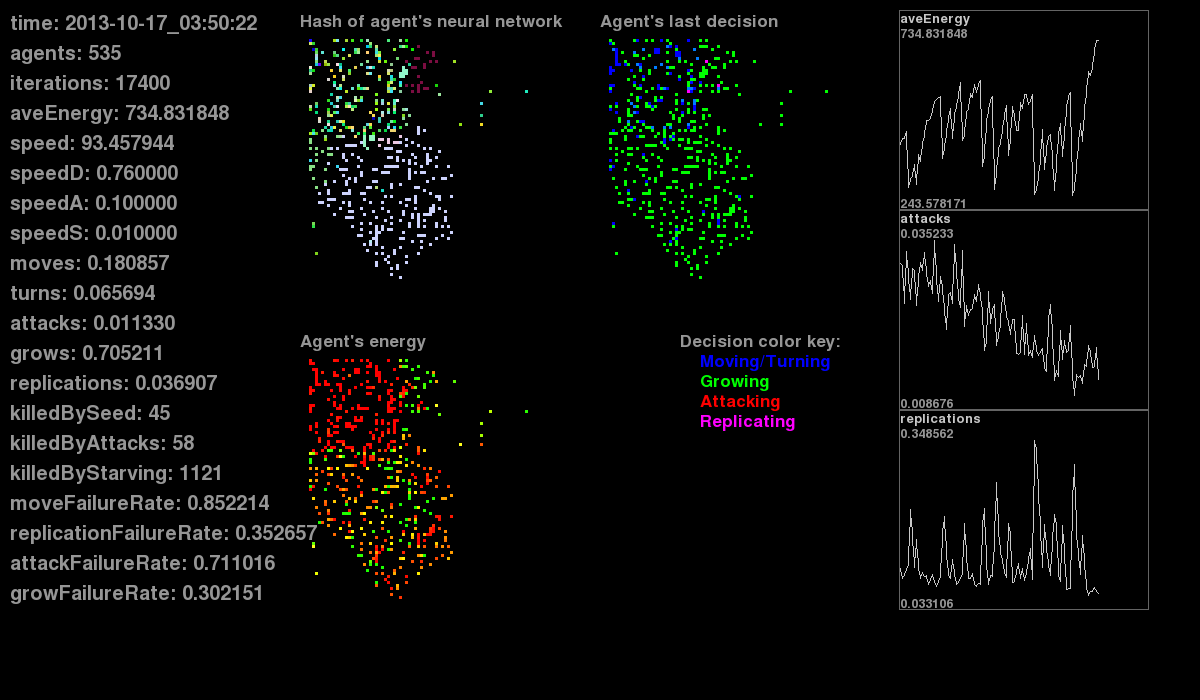 time: 2013-10-17_03:50:22
agents: 535
iterations: 17400
aveEnergy: 734.831848
speed: 93.457944
speedD: 0.760000
speedA: 0.100000
speedS: 0.010000
moves: 0.180857
turns: 0.065694
attacks: 0.011330
grows: 0.705211
replications: 0.036907
killedBySeed: 45
killedByAttacks: 58
killedByStarving: 1121
moveFailureRate: 0.852214
replicationFailureRate: 0.352657
attackFailureRate: 0.711016
growFailureRate: 0.302151
Hash of agent's neural network
Agent's last decision
Agent's energy
Decision color key:
Moving/Turning
Growing
Attacking
Replicating
aveEnergy
734.831848
243.578171
attacks
0.035233
0.008676
replications
0.348562
0.033106